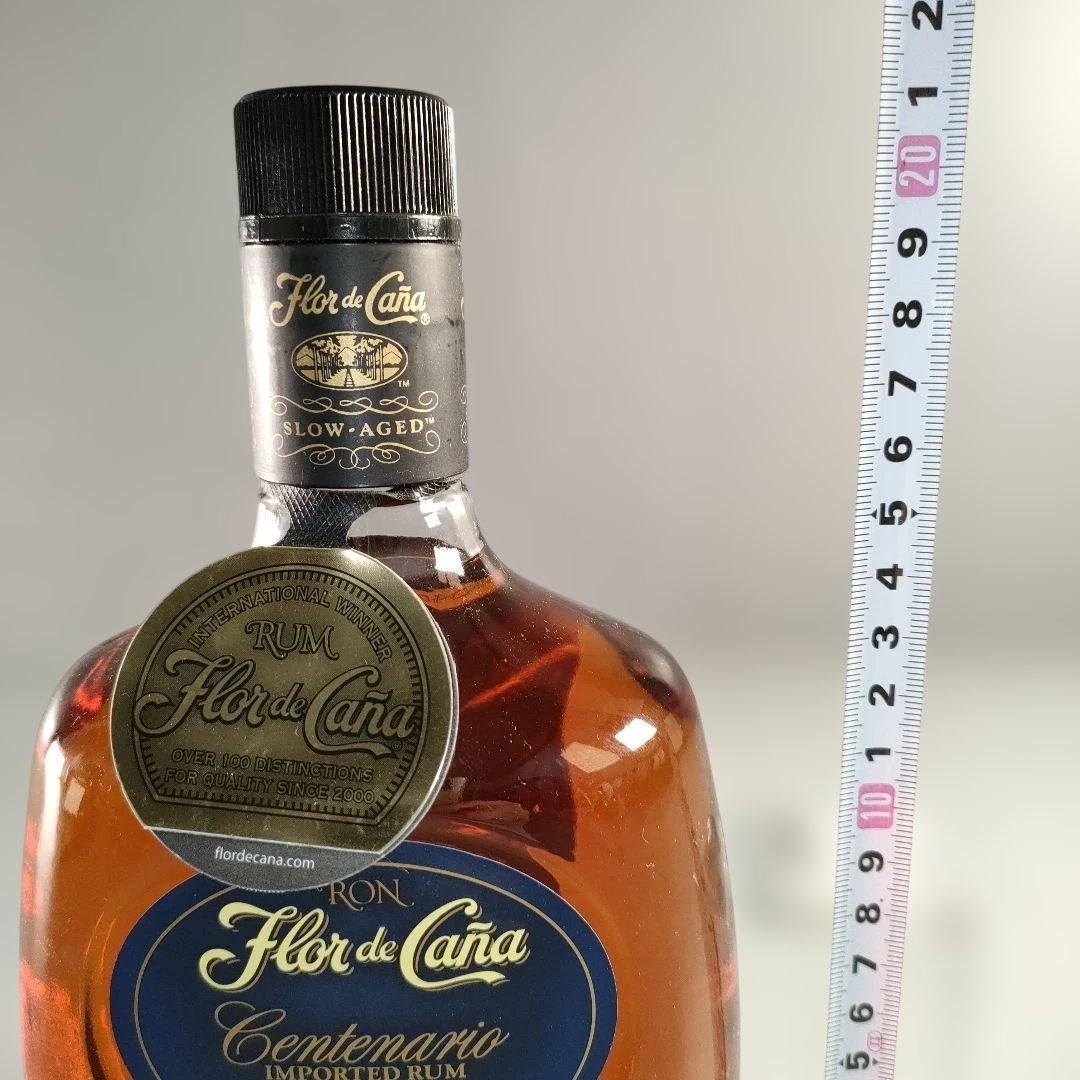 Flor de Caña®
™
SLOW-AGED™
INTERNATIONAL WINNER
RUM
Flor de Caña®
OVER 100 DISTINCTIONS
FOR QUALITY SINCE 2000
flordecana.com
RON
Flor de Caña
Centenario
IMPORTED RUM
2
1
20
9
8
7
6
5
4
3
2
1
10
9
8
7
6
5